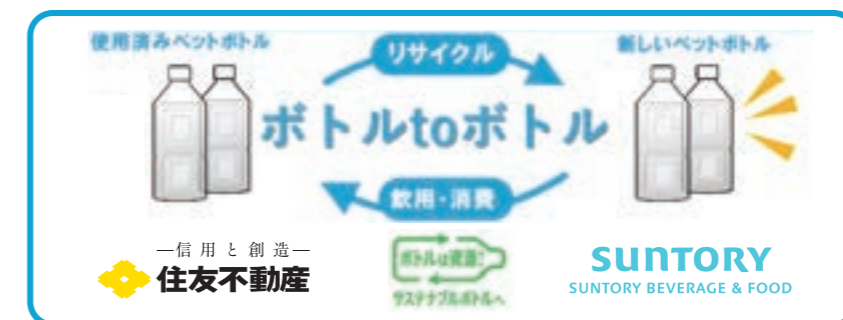 使用済みペットボトル
リサイクル
新しいペットボトル
ボトルtoボトル
飲用・消費
―信用と創造―
住友不動産
ボトルは資源!
サステナブルボトルへ
SUNTORY
SUNTORY BEVERAGE & FOOD